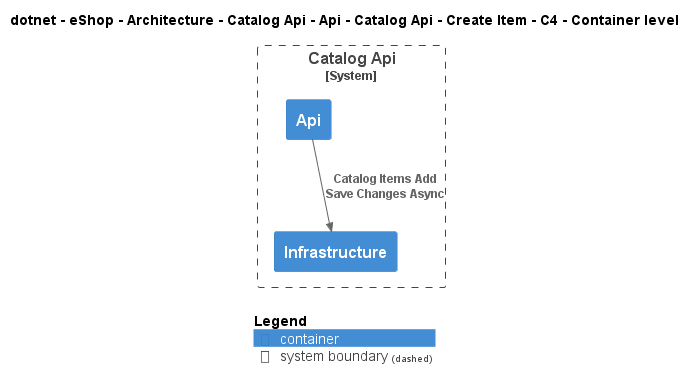 dotnet - eShop - Architecture - Catalog Api - Api - Catalog Api - Create Item - C4 - Container level
Catalog Api
[System]
Api
Catalog Items Add
Save Changes Async
Infrastructure
Legend
container
system boundary (dashed)